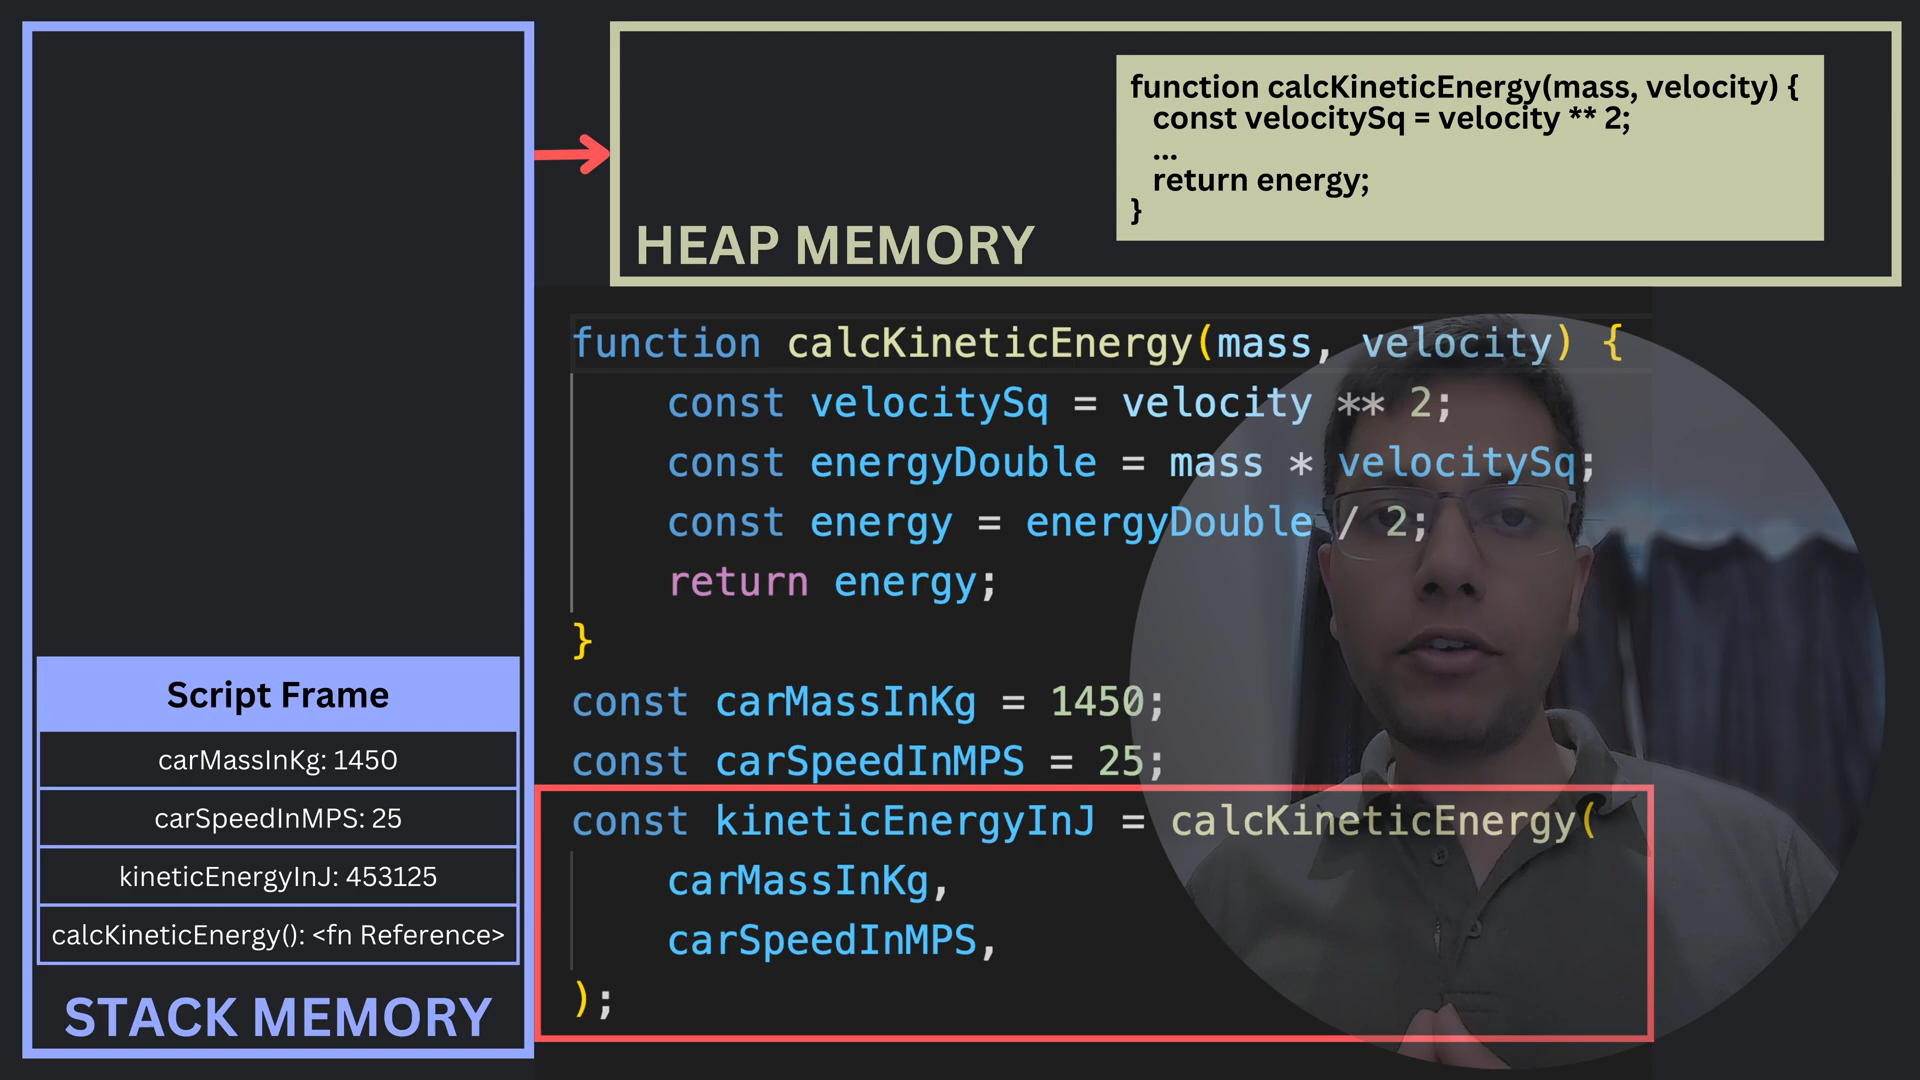 function calcKineticEnergy(mass, velocity) {
const velocitySq = velocity ** 2;
...
return energy;
}
HEAP MEMORY
function calcKineticEnergy(mass, velocity) {
const velocitySq = velocity ** 2;
const energyDouble = mass * velocitySq;
const energy = energyDouble / 2;
return energy;
}
const carMassInKg = 1450;
const carSpeedInMPS = 25;
const kineticEnergyInJ = calcKineticEnergy(
carMassInKg,
carSpeedInMPS,
);
Script Frame
carMassInKg: 1450
carSpeedInMPS: 25
kineticEnergyInJ: 453125
calcKineticEnergy(): <fn Reference>
STACK MEMORY